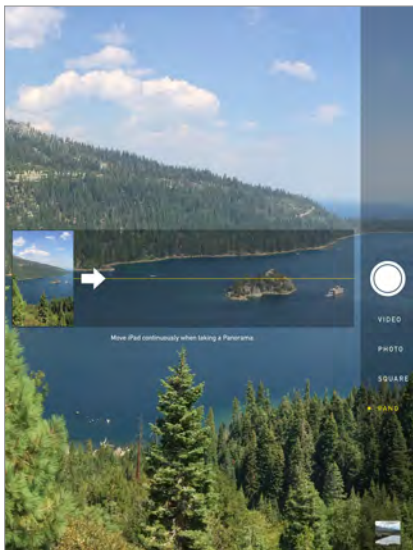 Move iPad continuously when taking a Panorama.
VIDEO
PHOTO
SQUARE
PANO